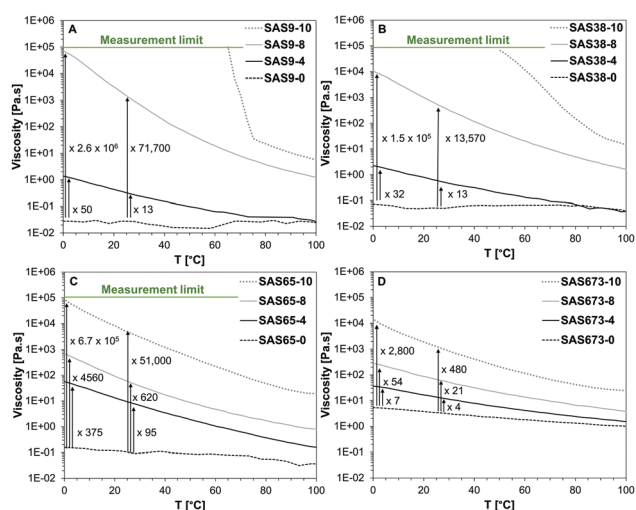 A
SAS9-10
SAS9-8
SAS9-4
SAS9-0
Measurement limit
Viscosity [Pa.s]
1E+06
1E+05
1E+04
1E+03
1E+02
1E+01
1E+00
1E-01
1E-02
x 2.6 x 10⁶
x 71,700
x 50
x 13
0 20 40 60 80 100
T [°C]
B
SAS38-10
SAS38-8
SAS38-4
SAS38-0
Measurement limit
Viscosity [Pa.s]
1E+06
1E+05
1E+04
1E+03
1E+02
1E+01
1E+00
1E-01
1E-02
x 1.5 x 10⁵
x 13,570
x 32
x 13
0 20 40 60 80 100
T [°C]
C
SAS65-10
SAS65-8
SAS65-4
SAS65-0
Measurement limit
Viscosity [Pa.s]
1E+06
1E+05
1E+04
1E+03
1E+02
1E+01
1E+00
1E-01
1E-02
x 6.7 x 10⁵
x 51,000
x 4560
x 620
x 375
x 95
0 20 40 60 80 100
T [°C]
D
SAS673-10
SAS673-8
SAS673-4
SAS673-0
Viscosity [Pa.s]
1E+06
1E+05
1E+04
1E+03
1E+02
1E+01
1E+00
1E-01
1E-02
x 2,800
x 480
x 54
x 21
x 7
x 4
0 20 40 60 80 100
T [°C]